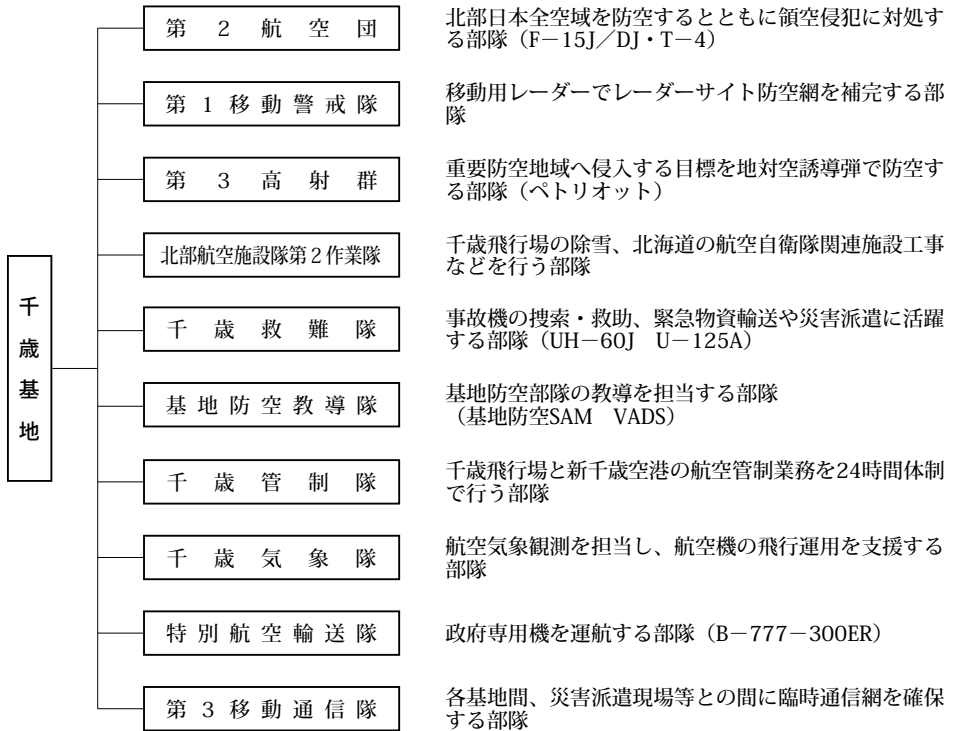 千歳基地
第2航空団
北部日本全空域を防空するとともに領空侵犯に対処す
る部隊（F－15J／DJ・T－4）
第1移動警戒隊
移動用レーダーでレーダーサイト防空網を補完する部
隊
第3高射群
重要防空地域へ侵入する目標を地対空誘導弾で防空す
る部隊（ペトリオット）
北部航空施設隊第2作業隊
千歳飛行場の除雪、北海道の航空自衛隊関連施設工事
などを行う部隊
千歳救難隊
事故機の捜索・救助、緊急物資輸送や災害派遣に活躍
する部隊（UH－60J　U－125A）
基地防空教導隊
基地防空部隊の教導を担当する部隊
（基地防空SAM　VADS）
千歳管制隊
千歳飛行場と新千歳空港の航空管制業務を24時間体制
で行う部隊
千歳気象隊
航空気象観測を担当し、航空機の飛行運用を支援する
部隊
特別航空輸送隊
政府専用機を運航する部隊（B－777－300ER）
第3移動通信隊
各基地間、災害派遣現場等との間に臨時通信網を確保
する部隊